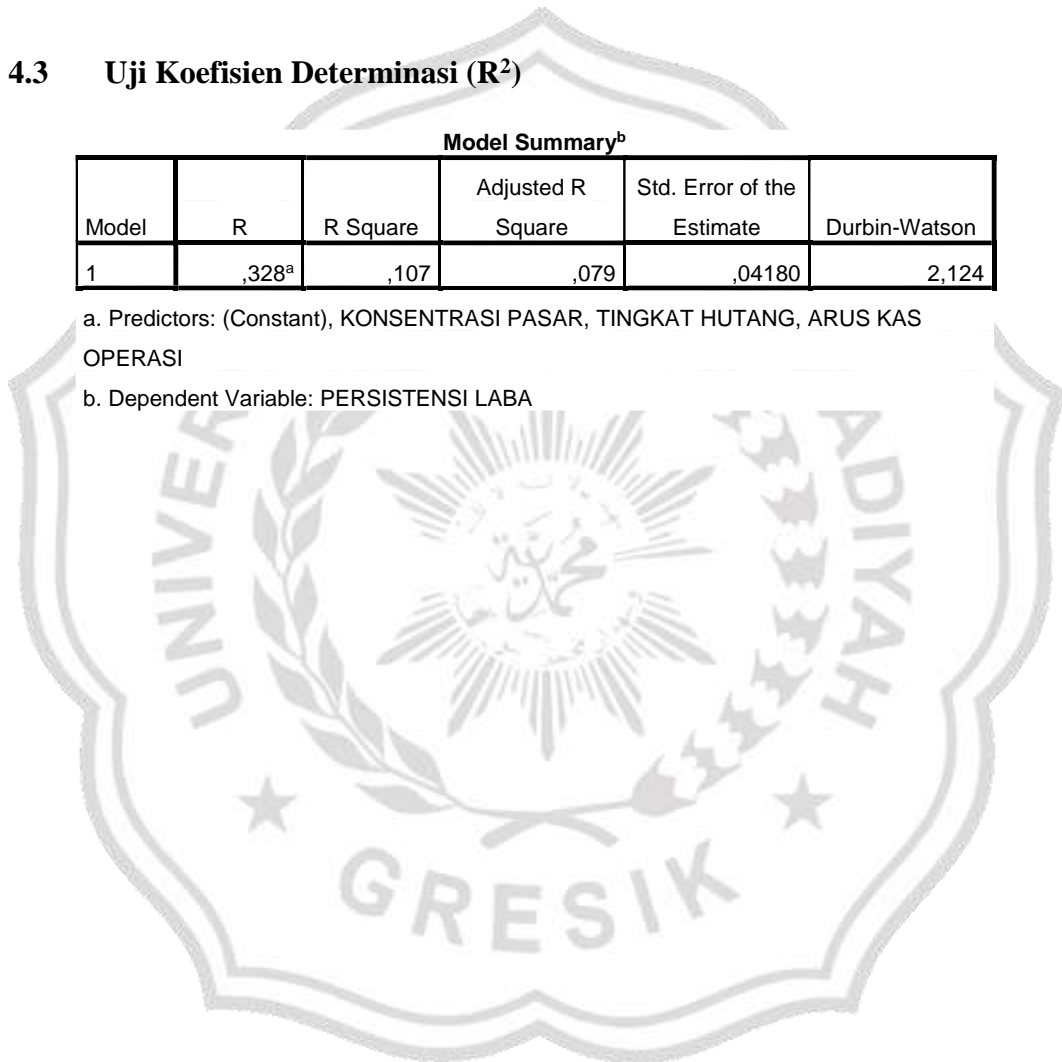 4.3 Uji Koefisien Determinasi (R²)
Model Summaryᵇ
Model R R Square Adjusted R Square Std. Error of the Estimate Durbin-Watson
1 ,328ᵃ ,107 ,079 ,04180 2,124
a. Predictors: (Constant), KONSENTRASI PASAR, TINGKAT HUTANG, ARUS KAS
OPERASI
b. Dependent Variable: PERSISTENSI LABA
GRESIK